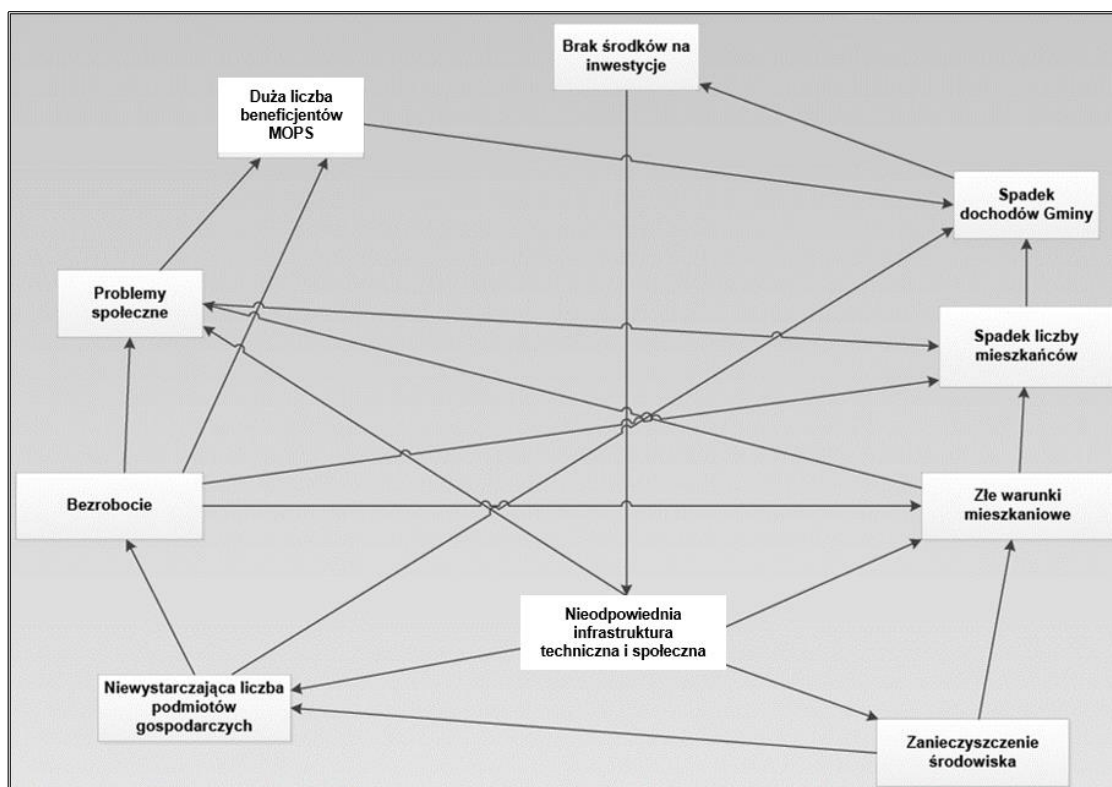 Brak środków na
inwestycje
Duża liczba
beneficjentów
MOPS
Spadek
dochodów Gminy
Problemy
społeczne
Spadek liczby
mieszkańców
Bezrobocie
Złe warunki
mieszkaniowe
Nieodpowiednia
infrastruktura
techniczna i społeczna
Niewystarczająca liczba
podmiotów
gospodarczych
Zanieczyszczenie
środowiska